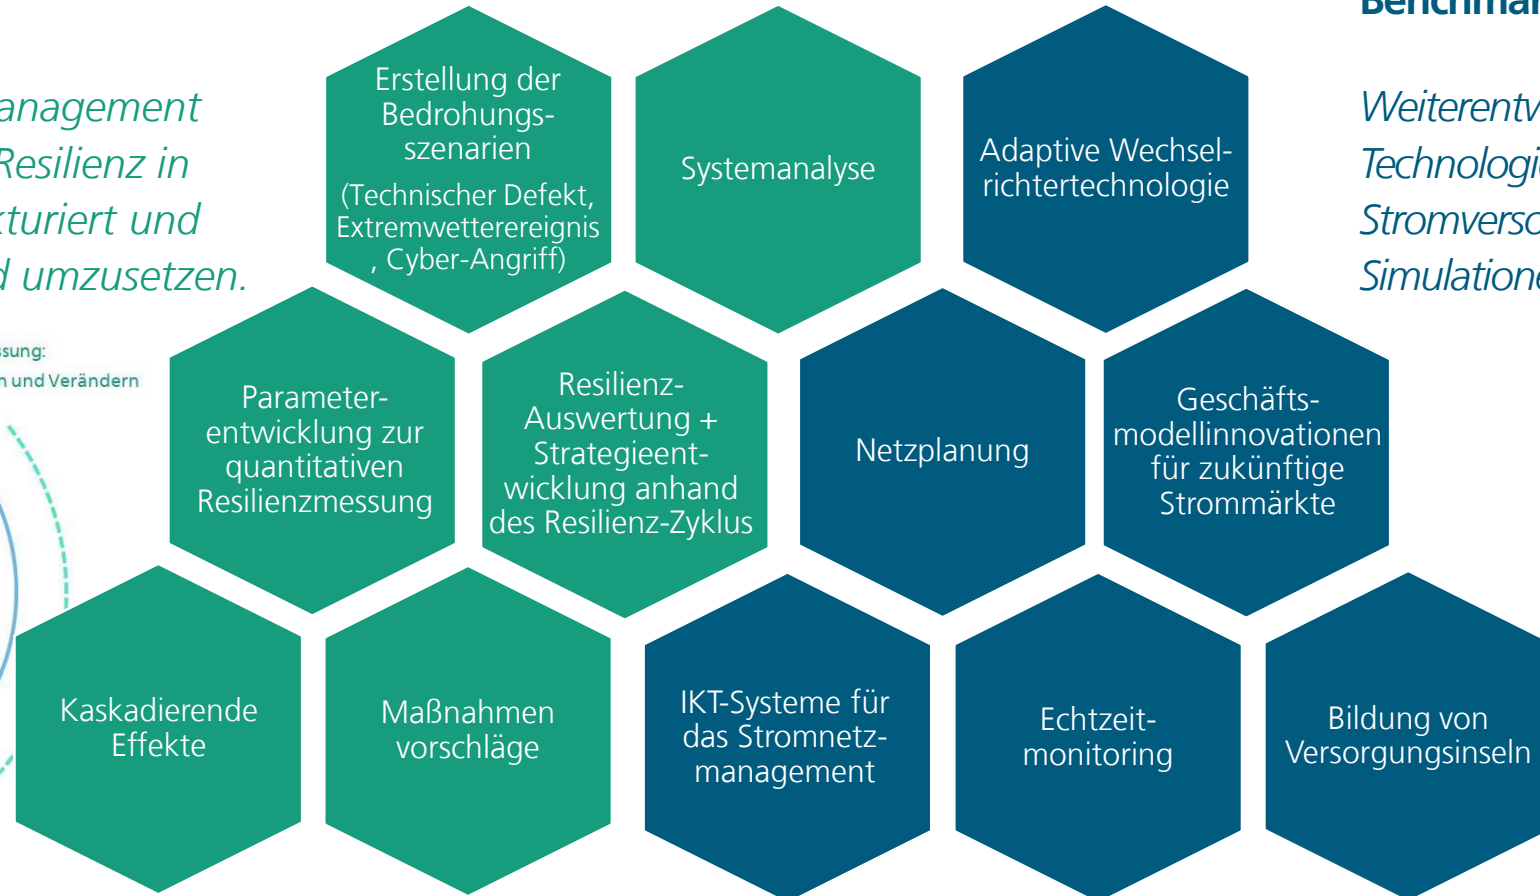 anagement
Resilienz in
kturiert und
d umzusetzen.
ssung:
n und Verändern
Erstellung der
Bedrohungs-
szenarien
(Technischer Defekt,
Extremwetterereignis
, Cyber-Angriff)
Systemanalyse
Adaptive Wechsel-
richtertechnologie
Weiterentv
Technologi
Stromverso
Simulatione
Parameter-
entwicklung zur
quantitativen
Resilienzmessung
Resilienz-
Auswertung +
Strategieent-
wicklung anhand
des Resilienz-Zyklus
Netzplanung
Geschäfts-
modellinnovationen
für zukünftige
Strommärkte
Kaskadierende
Effekte
Maßnahmen
vorschläge
IKT-Systeme für
das Stromnetz-
management
Echtzeit-
monitoring
Bildung von
Versorgungsinseln